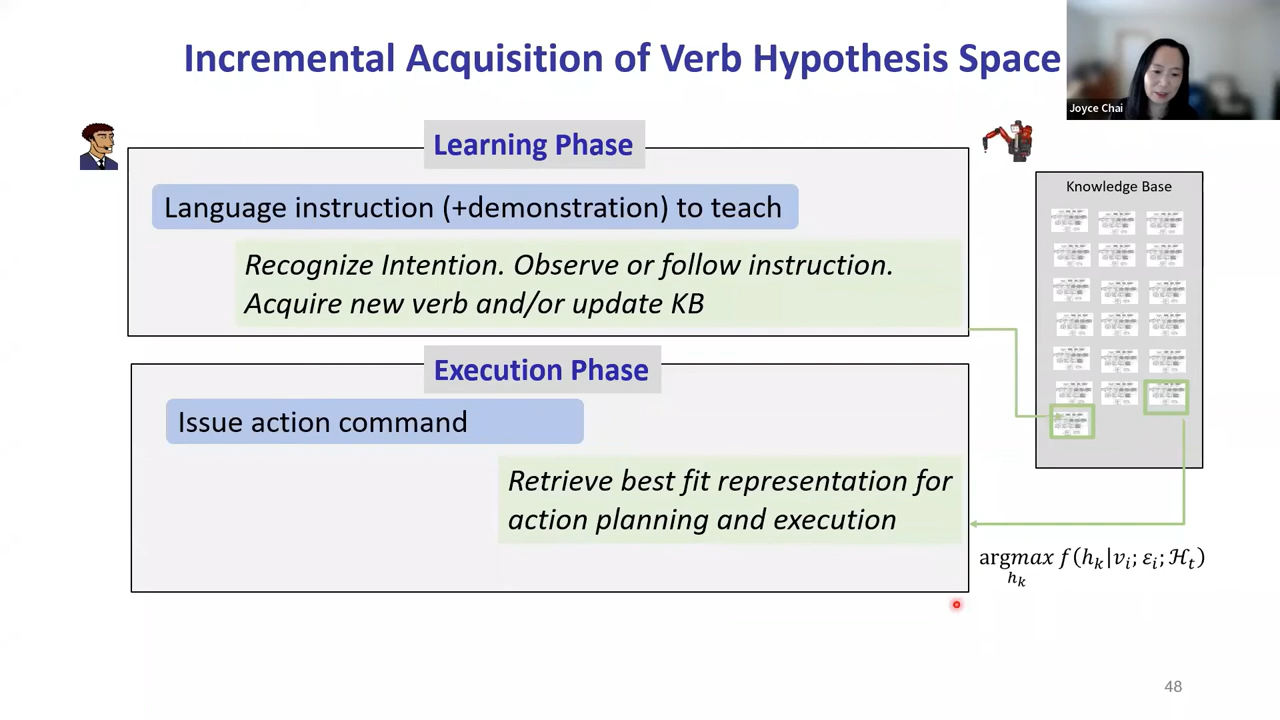 Incremental Acquisition of Verb Hypothesis Space
Joyce Chai
Learning Phase
Language instruction (+demonstration) to teach
Recognize Intention. Observe or follow instruction.
Acquire new verb and/or update KB
Knowledge Base
Execution Phase
Issue action command
Retrieve best fit representation for
action planning and execution
argmax f(h_k|v_i; ε_i; ℋ_t)
h_k
48